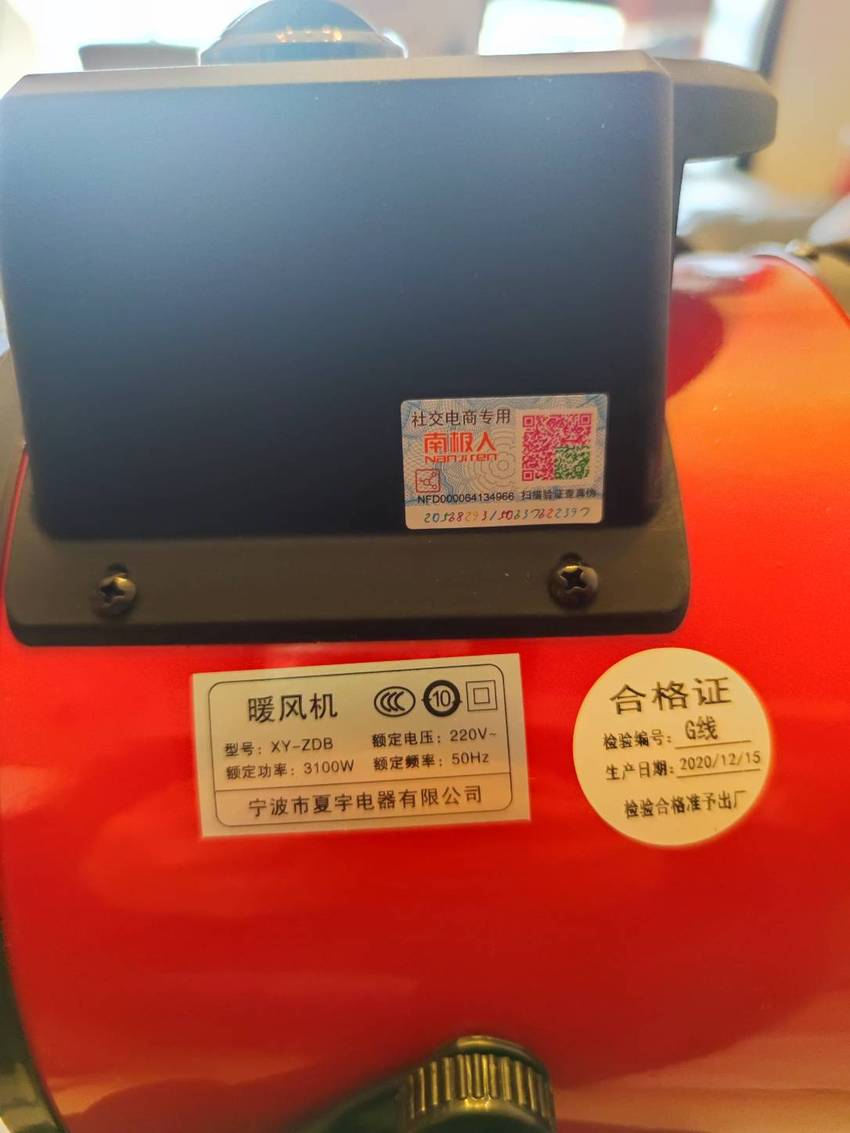 社交电商专用
南极人
NanJiren
NFD000064134966 扫描验证查真伪
暖风机
10
型号: XY-ZDB 额定电压: 220V~
额定功率: 3100W 额定频率: 50Hz
宁波市夏宇电器有限公司
合格证
检验编号: G线
生产日期: 2020/12/15
检验合格准予出厂